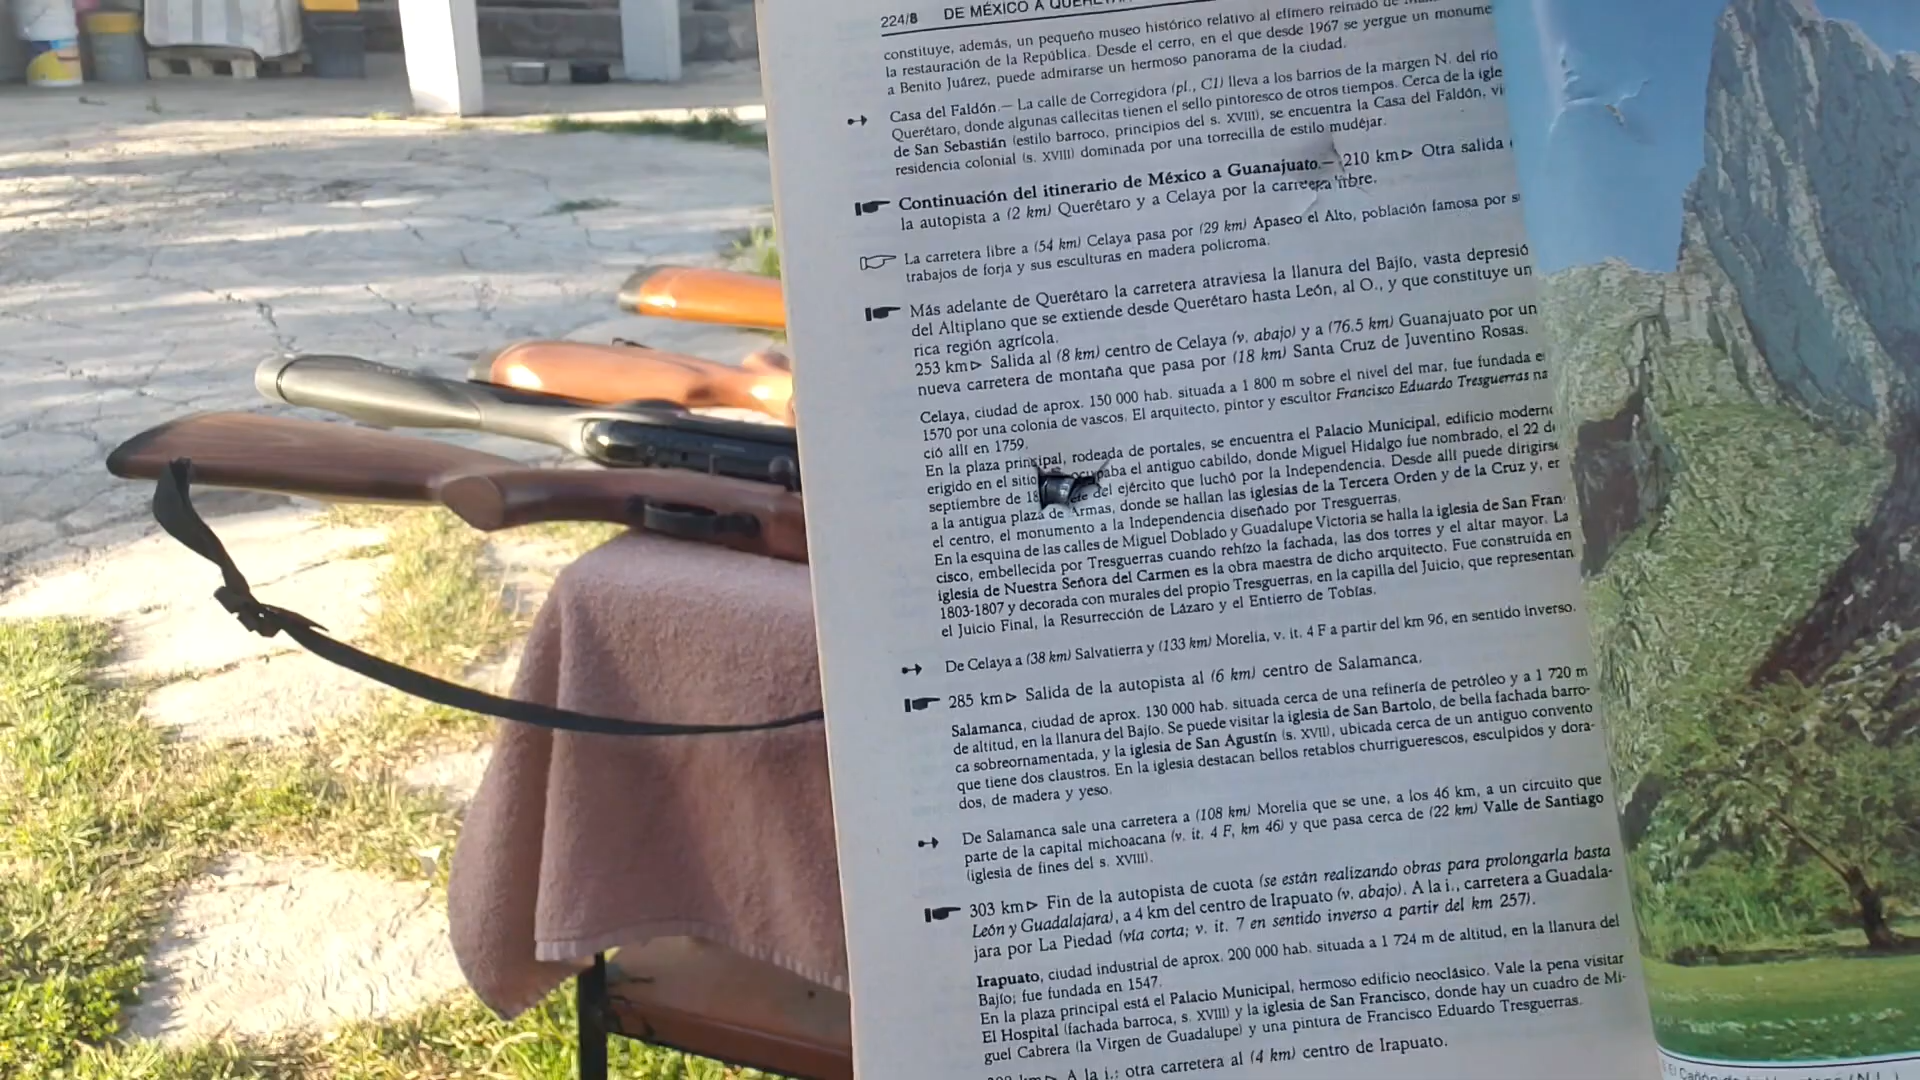 224/8 DE MÉXICO A
constituye, además, un pequeño museo histórico relativo al efímero reinado de
la restauración de la República. Desde el cerro, en el que desde 1967 se yergue un
a Benito Juárez, puede admirarse un hermoso panorama de la ciudad.
Casa del Faldón.— La calle de Corregidora (pl., C1) lleva a los barrios de la margen N. del río
Querétaro, donde algunas callecitas tienen el sello pintoresco de otros tiempos. Cerca de la
de San Sebastián (estilo barroco, principios del s. XVIII), se encuentra la Casa del Faldón,
residencia colonial (s. XVIII) dominada por una torrecilla de estilo mudéjar.
Continuación del itinerario de México a Guanajuato.— 210 km▷ Otra salida
la autopista a (2 km) Querétaro y a Celaya por la carretera libre.
La carretera libre a (54 km) Celaya pasa por (29 km) Apaseo el Alto, población famosa por
trabajos de forja y sus esculturas en madera polícroma.
Más adelante de Querétaro la carretera atraviesa la llanura del Bajío, vasta depresió
del Altiplano que se extiende desde Querétaro hasta León, al O., y que constituye un
rica región agrícola.
253 km▷ Salida al (8 km) centro de Celaya (v. abajo) y a (76.5 km) Guanajuato por un
nueva carretera de montaña que pasa por (18 km) Santa Cruz de Juventino Rosas.
Celaya, ciudad de aprox. 150 000 hab. situada a 1 800 m sobre el nivel del mar, fue fundada e
1570 por una colonia de vascos. El arquitecto, pintor y escultor Francisco Eduardo Tresguerras na
ció allí en 1759.
En la plaza principal, rodeada de portales, se encuentra el Palacio Municipal, edificio modern
erigido en el sitio ocupaba el antiguo cabildo, donde Miguel Hidalgo fue nombrado, el 22 d
septiembre de 18 del ejército que luchó por la Independencia. Desde allí puede dirigirs
a la antigua plaza de Armas, donde se hallan las iglesias de la Tercera Orden y de la Cruz y, en
el centro, el monumento a la Independencia diseñado por Tresguerras.
En la esquina de las calles de Miguel Doblado y Guadalupe Victoria se halla la iglesia de San Fran-
cisco, embellecida por Tresguerras cuando rehízo la fachada, las dos torres y el altar mayor. La
iglesia de Nuestra Señora del Carmen es la obra maestra de dicho arquitecto. Fue construida en
1803-1807 y decorada con murales del propio Tresguerras, en la capilla del Juicio, que representan
el Juicio Final, la Resurrección de Lázaro y el Entierro de Tobías.
De Celaya a (38 km) Salvatierra y (133 km) Morelia, v. it. 4 F a partir del km 96, en sentido inverso.
285 km▷ Salida de la autopista al (6 km) centro de Salamanca.
Salamanca, ciudad de aprox. 130 000 hab. situada cerca de una refinería de petróleo y a 1 720 m
de altitud, en la llanura del Bajío. Se puede visitar la iglesia de San Bartolo, de bella fachada barro-
ca sobreornamentada, y la iglesia de San Agustín (s. XVII), ubicada cerca de un antiguo convento
que tiene dos claustros. En la iglesia destacan bellos retablos churriguerescos, esculpidos y dora-
dos, de madera y yeso.
De Salamanca sale una carretera a (108 km) Morelia que se une, a los 46 km, a un circuito que
parte de la capital michoacana (v. it. 4 F, km 46) y que pasa cerca de (22 km) Valle de Santiago
(iglesia de fines del s. XVIII).
303 km▷ Fin de la autopista de cuota (se están realizando obras para prolongarla hasta
León y Guadalajara), a 4 km del centro de Irapuato (v. abajo). A la i., carretera a Guadala-
jara por La Piedad (vía corta; v. it. 7 en sentido inverso a partir del km 257).
Irapuato, ciudad industrial de aprox. 200 000 hab. situada a 1 724 m de altitud, en la llanura del
Bajío; fue fundada en 1547.
En la plaza principal está el Palacio Municipal, hermoso edificio neoclásico. Vale la pena visitar
El Hospital (fachada barroca, s. XVIII) y la iglesia de San Francisco, donde hay un cuadro de Mi-
guel Cabrera (la Virgen de Guadalupe) y una pintura de Francisco Eduardo Tresguerras.
km▷ A la i.: otra carretera al (4 km) centro de Irapuato.